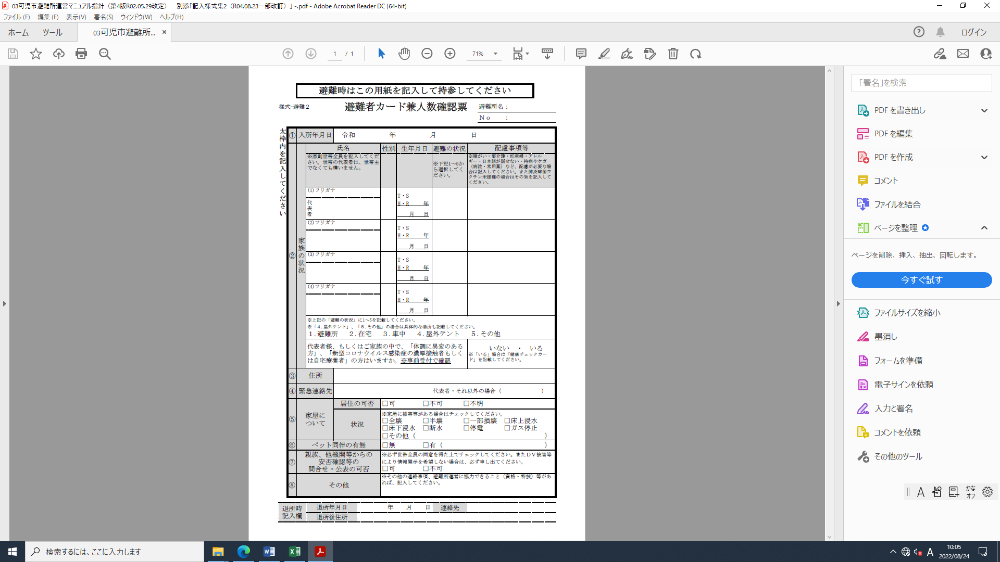 03可児市避難所運営マニュアル指針（第4版R02.05.29改定）　別添「記入様式集2（R04.08.23一部改訂）」-.pdf - Adobe Acrobat Reader DC (64-bit)
ファイル(F) 編集(E) 表示(V) 署名(S) ウィンドウ(W) ヘルプ(H)
ホーム ツール 03可児市避難所... × ログイン
1 / 1 71%
避難時はこの用紙を記入して持参してください
様式-避難２ 避難者カード兼人数確認票 避難所名：
Ｎｏ ：
太枠内を記入してください
① 入所年月日 令和 年 月 日
② 家族の状況
氏名 性別 生年月日 避難の状況 配慮事項等
※原則世帯全員を記入してください。世帯の代表者は、世帯主でなくても構いません。
※下記1～5から選択してください。
※障がい・要介護・妊産婦・アレルギー・日本語が話せない・持病やケガ（病院・常用薬）など、配慮が必要な場合は記入してください。また肺炎球菌ワクチン未接種の場合はその旨を記入してください。
(1)フリガナ
代表者
T・S
H・R 年
月 日
(2)フリガナ
T・S
H・R 年
月 日
(3)フリガナ
T・S
H・R 年
月 日
(4)フリガナ
T・S
H・R 年
月 日
※上記の「避難の状況」に1～5を記載してください。
※「４.屋外テント」、「５.その他」の場合は具体的な場所も記載してください。
１.避難所 ２.在宅 ３.車中 ４.屋外テント ５.その他
代表者様、もしくはご家族の中で、「体調に異変のある方」、「新型コロナウイルス感染症の濃厚接触者もしくは自宅療養者」の方はいますか。※事前受付で確認
いない ・ いる
※「いる」場合は「健康チェックカード」を記載してください。
③ 住所
④ 緊急連絡先 代表者・それ以外の場合（ ）
⑤ 家屋について
居住の可否 □可 □不可 □不明
状況
※家屋に被害等がある場合はチェックしてください。
□全壊 □半壊 □一部損壊 □床上浸水
□床下浸水 □断水 □停電 □ガス停止
□その他（ ）
⑥ ペット同伴の有無 □無 □有（ ）
⑦ 親族、他機関等からの安否確認等の問合せ・公表の可否
※必ず世帯全員の同意を得た上でチェックしてください。またＤＶ被害等により情報開示を希望しない場合は、必ず申し出てください。
□可 □不可
⑧ その他
※その他の連絡事項、避難所運営に協力できること（資格・特技）等があれば、記入してください。
退所時記入欄
退所年月日 年 月 日 連絡先
退所後住所
「署名」を検索
PDF を書き出し
PDF を編集
PDF を作成
コメント
ファイルを結合
ページを整理
ページを削除、挿入、抽出、回転します。
今すぐ試す
ファイルサイズを縮小
墨消し
フォームを準備
電子サインを依頼
入力と署名
コメントを依頼
その他のツール
A かな
オフ
検索するには、ここに入力します
A 10:05
2022/08/24